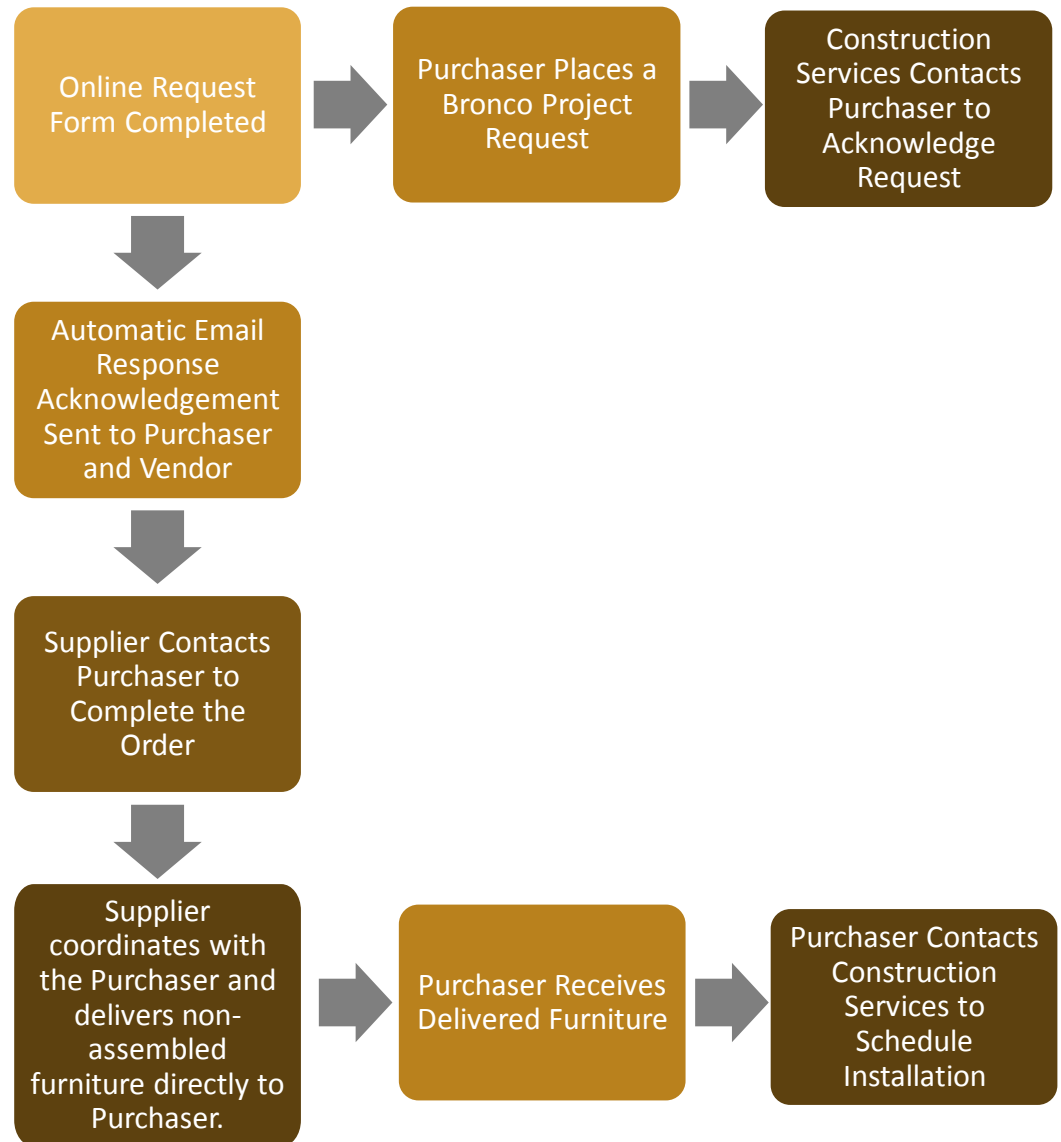 Online Request
Form Completed
Purchaser Places a
Bronco Project
Request
Construction
Services Contacts
Purchaser to
Acknowledge
Request
Automatic Email
Response
Acknowledgement
Sent to Purchaser
and Vendor
Supplier Contacts
Purchaser to
Complete the
Order
Supplier
coordinates with
the Purchaser and
delivers non-
assembled
furniture directly to
Purchaser.
Purchaser Receives
Delivered Furniture
Purchaser Contacts
Construction
Services to
Schedule
Installation